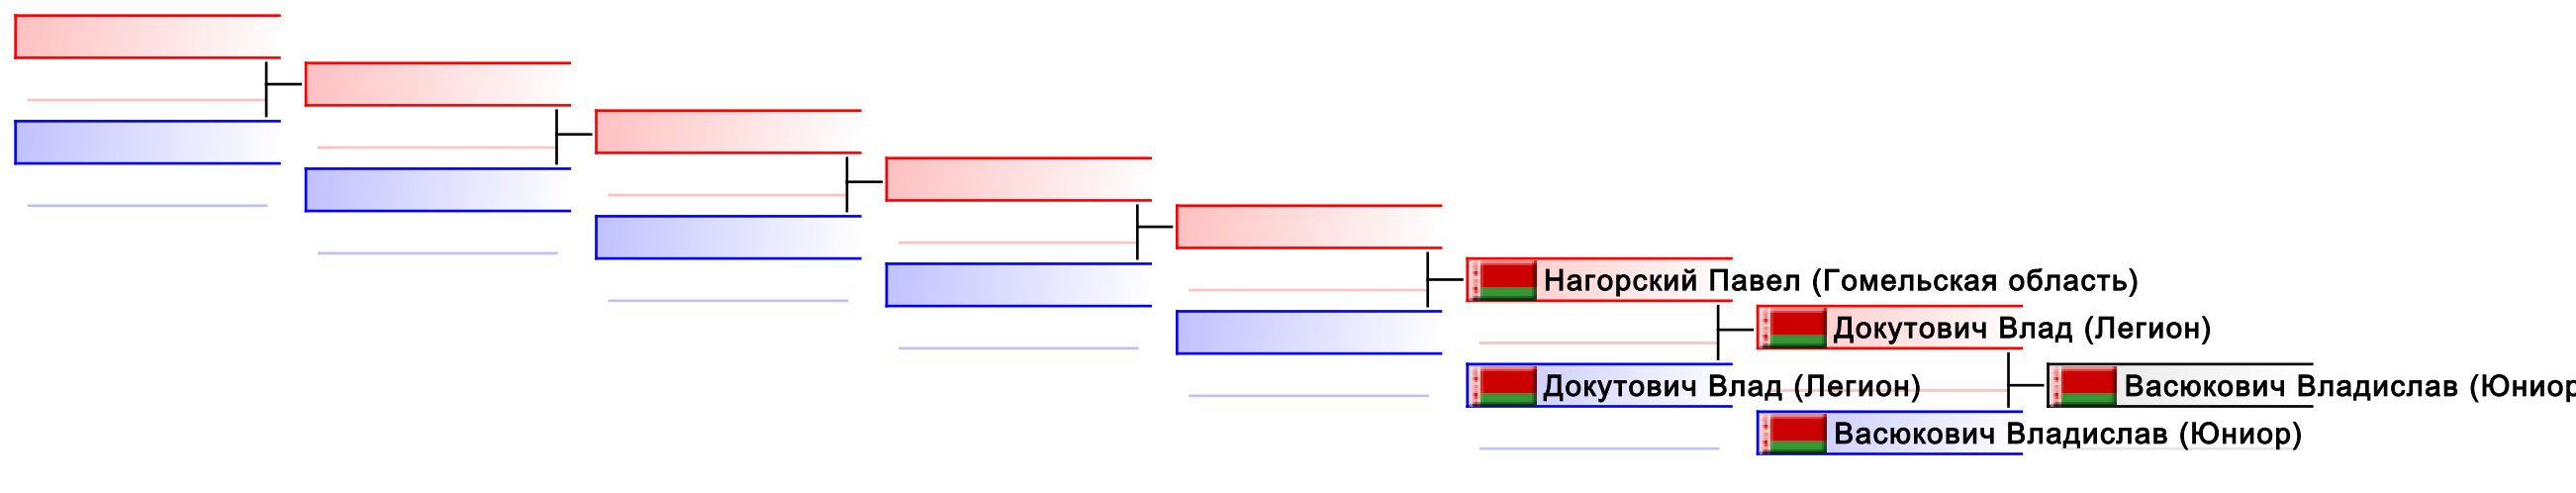 Нагорский Павел (Гомельская область)
Докутович Влад (Легион)
Докутович Влад (Легион)
Васюкович Владислав (Юниор
Васюкович Владислав (Юниор)